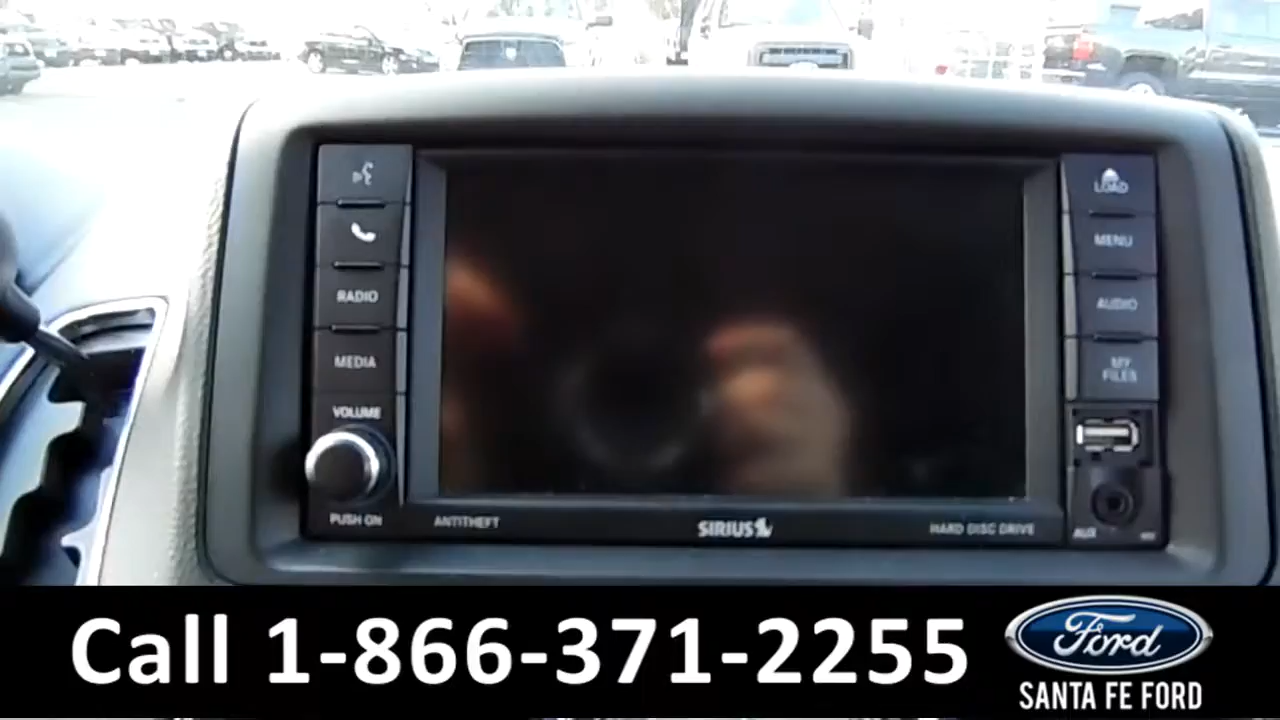 LOAD
MENU
RADIO
AUDIO
MEDIA
MY
FILES
VOLUME
PUSH ON
ANTITHEFT
SIRIUS
HARD DISC DRIVE
AUX
Call 1-866-371-2255
Ford
SANTA FE FORD